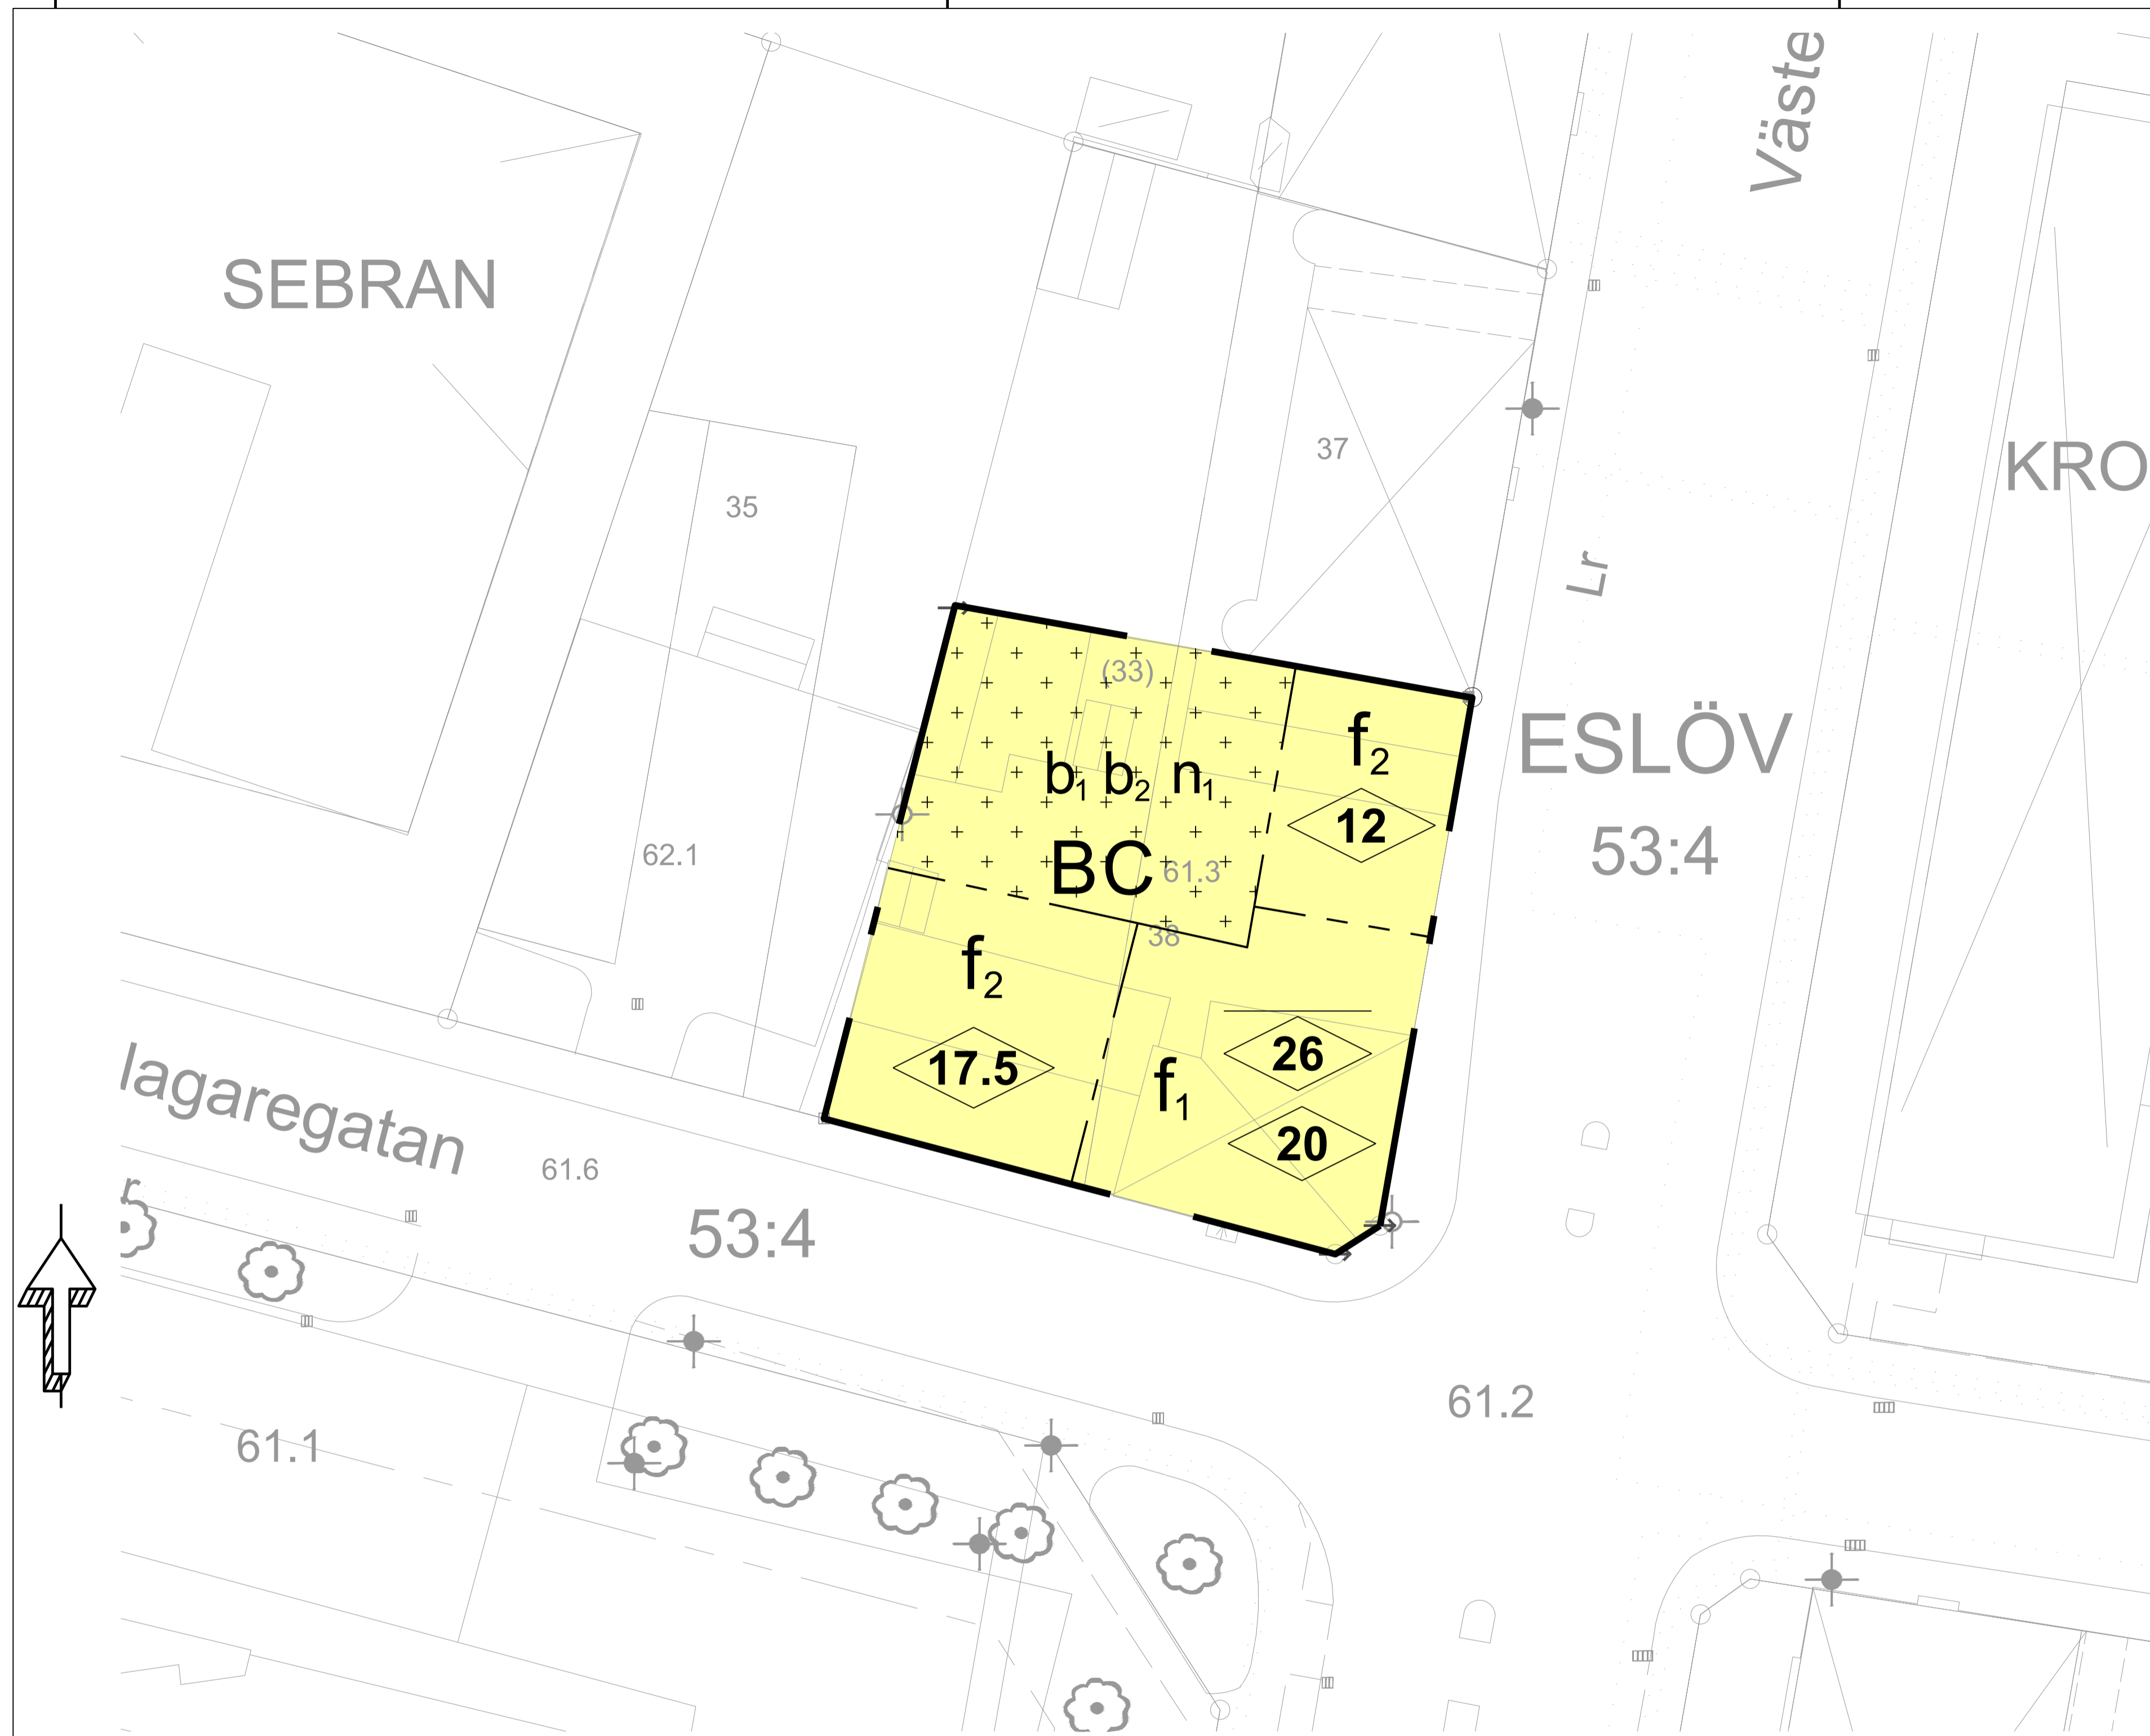 Väste
SEBRAN
KRO
37
35
Lr
(33)
f2
ESLÖV
b1 b2 n1
12
53:4
62.1
BC
61.3
38
f2
26
17.5
f1
lagaregatan
20
61.6
r
53:4
61.2
61.1